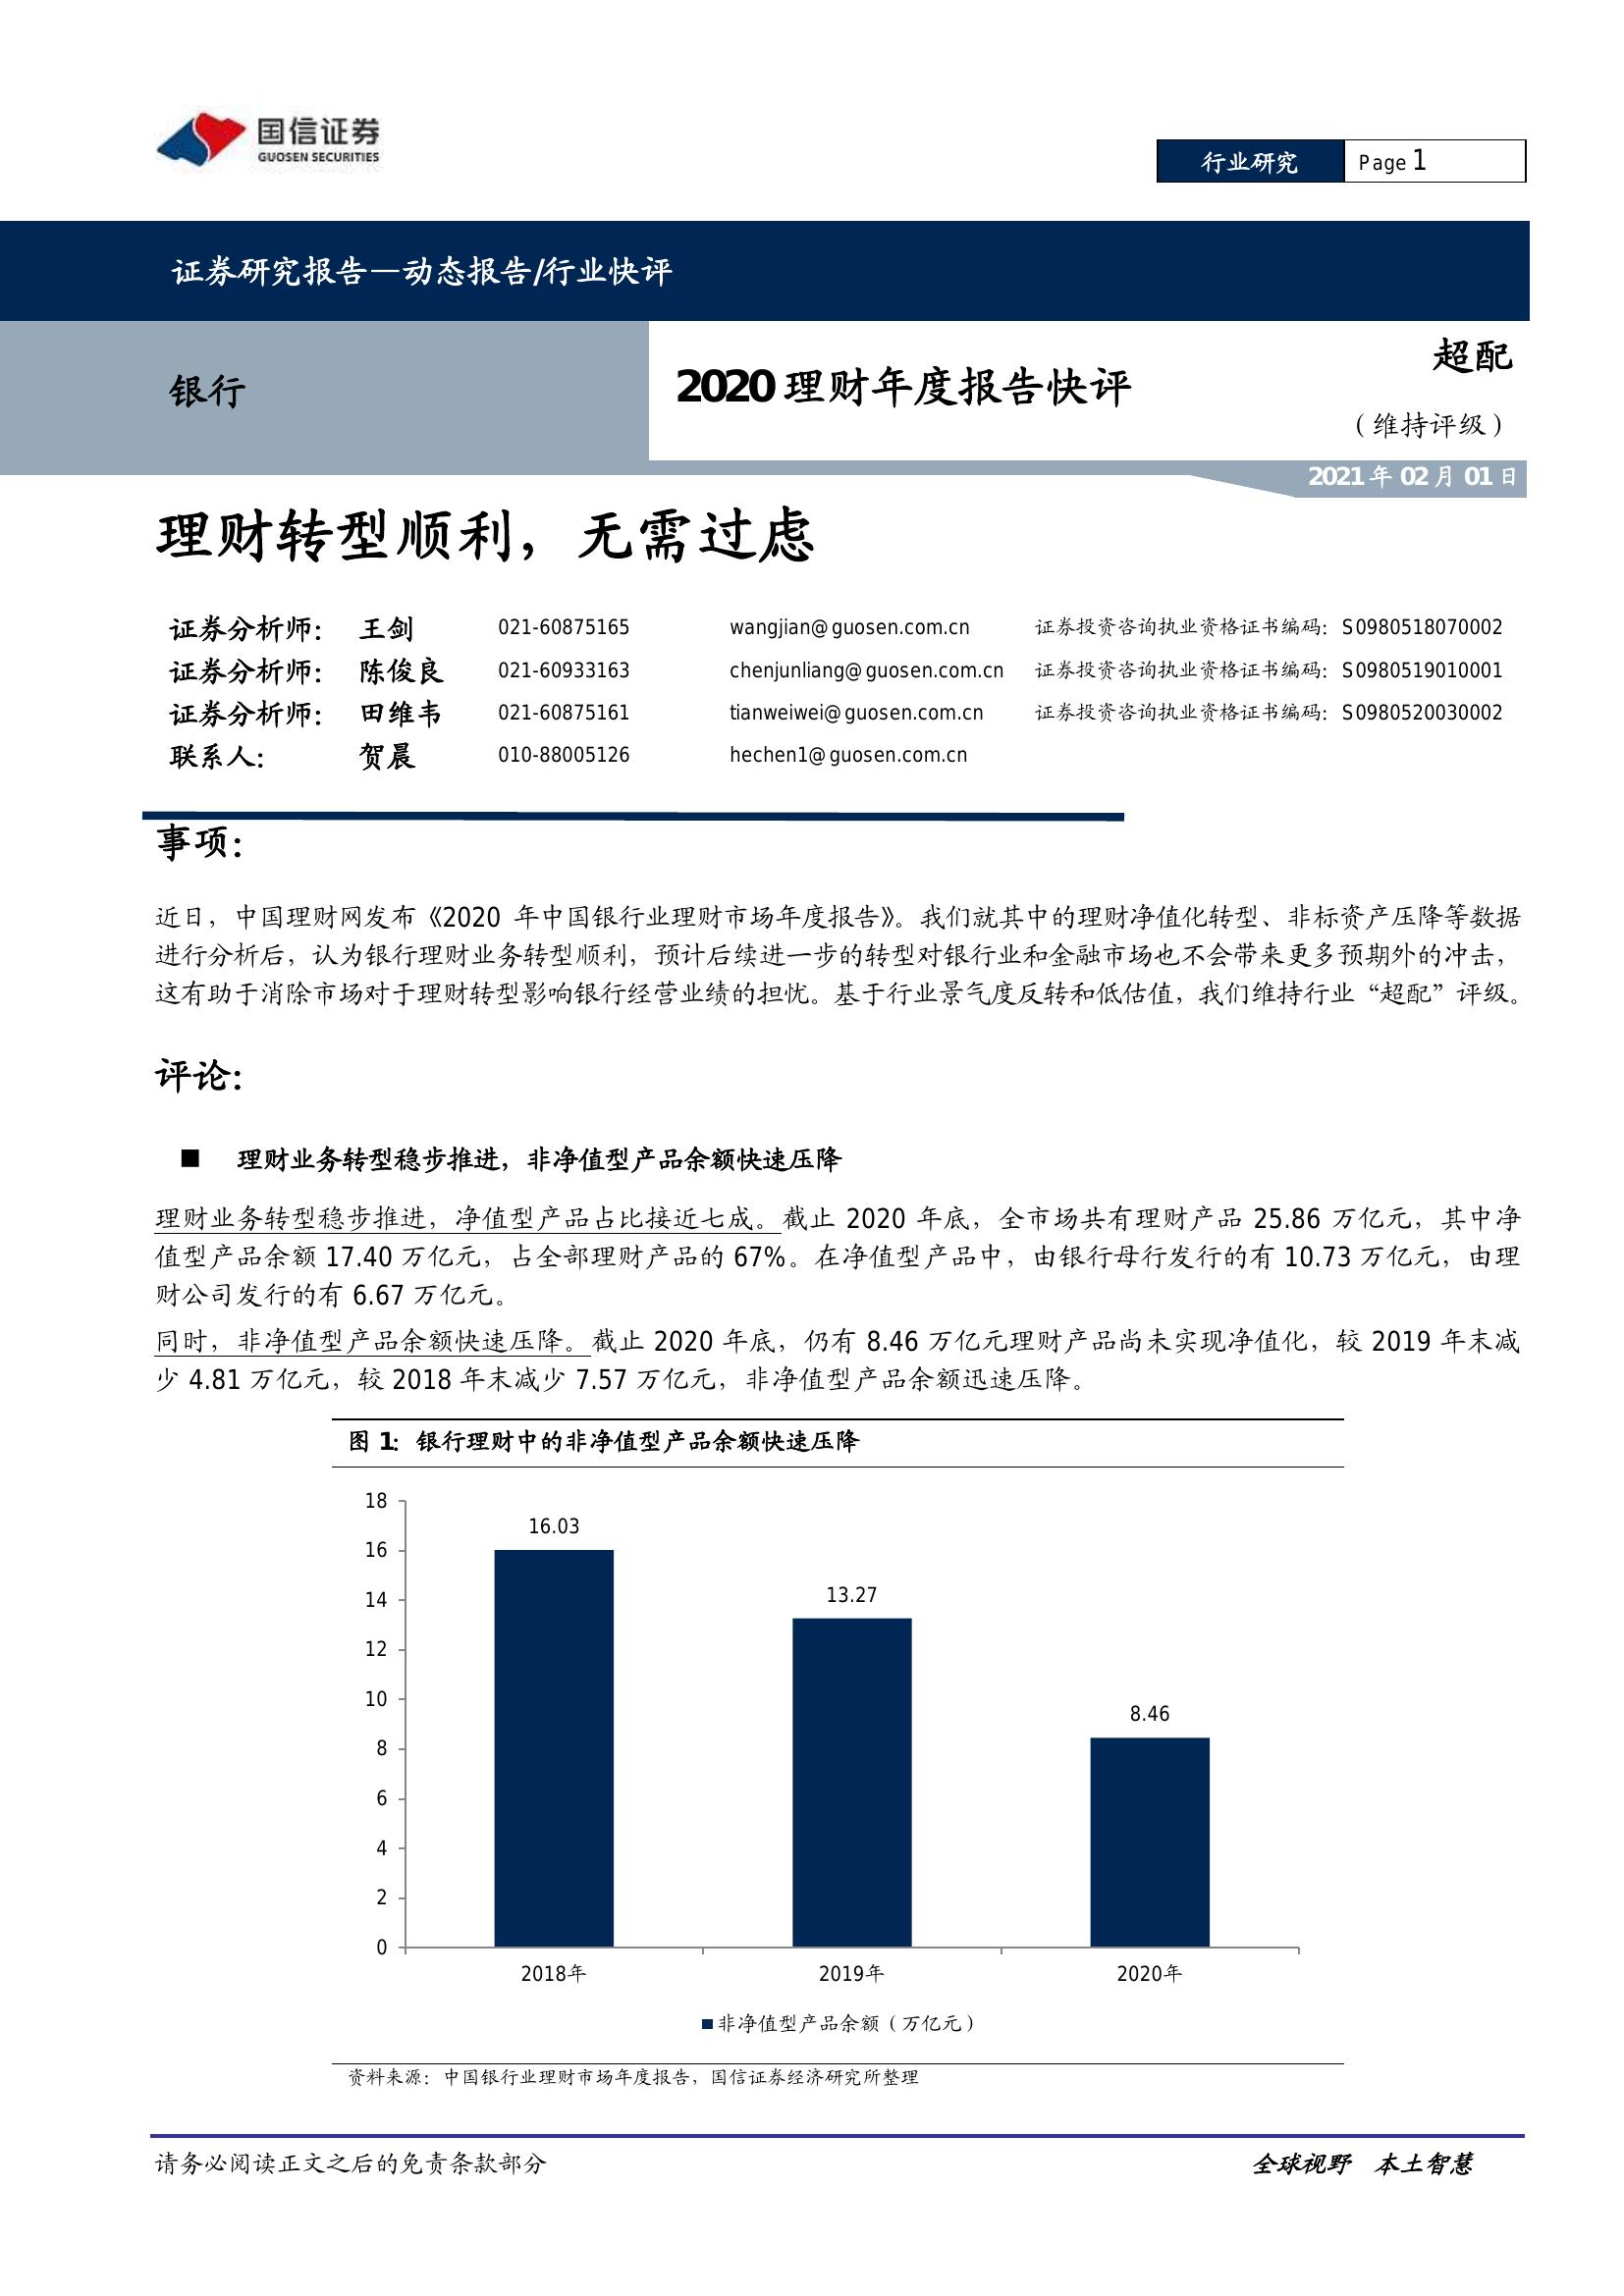 国信证券
GUOSEN SECURITIES
行业研究 Page 1
证券研究报告—动态报告/行业快评
银行
2020 理财年度报告快评
超配
（维持评级）
2021 年 02 月 01 日
理财转型顺利，无需过虑
证券分析师： 王剑 021-60875165 wangjian@guosen.com.cn 证券投资咨询执业资格证书编码：S0980518070002
证券分析师： 陈俊良 021-60933163 chenjunliang@guosen.com.cn 证券投资咨询执业资格证书编码：S0980519010001
证券分析师： 田维韦 021-60875161 tianweiwei@guosen.com.cn 证券投资咨询执业资格证书编码：S0980520030002
联系人： 贺晨 010-88005126 hechen1@guosen.com.cn
事项：
近日，中国理财网发布《2020 年中国银行业理财市场年度报告》。我们就其中的理财净值化转型、非标资产压降等数据
进行分析后，认为银行理财业务转型顺利，预计后续进一步的转型对银行业和金融市场也不会带来更多预期外的冲击，
这有助于消除市场对于理财转型影响银行经营业绩的担忧。基于行业景气度反转和低估值，我们维持行业“超配”评级。
评论：
■ 理财业务转型稳步推进，非净值型产品余额快速压降
理财业务转型稳步推进，净值型产品占比接近七成。截止 2020 年底，全市场共有理财产品 25.86 万亿元，其中净
值型产品余额 17.40 万亿元，占全部理财产品的 67%。在净值型产品中，由银行母行发行的有 10.73 万亿元，由理
财公司发行的有 6.67 万亿元。
同时，非净值型产品余额快速压降。截止 2020 年底，仍有 8.46 万亿元理财产品尚未实现净值化，较 2019 年末减
少 4.81 万亿元，较 2018 年末减少 7.57 万亿元，非净值型产品余额迅速压降。
图 1：银行理财中的非净值型产品余额快速压降
18
16
14
12
10
8
6
4
2
0
16.03
13.27
8.46
2018年 2019年 2020年
非净值型产品余额（万亿元）
资料来源：中国银行业理财市场年度报告，国信证券经济研究所整理
请务必阅读正文之后的免责条款部分 全球视野 本土智慧